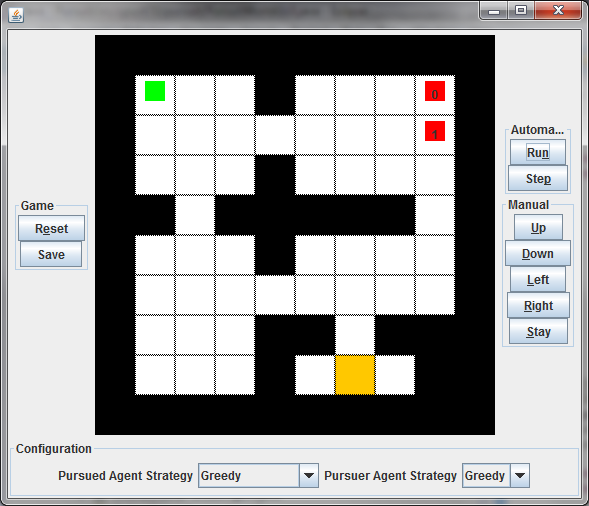 0
1
Automa...
Run
Step
Game
Reset
Save
Manual
Up
Down
Left
Right
Stay
Configuration
Pursued Agent Strategy Greedy Pursuer Agent Strategy Greedy